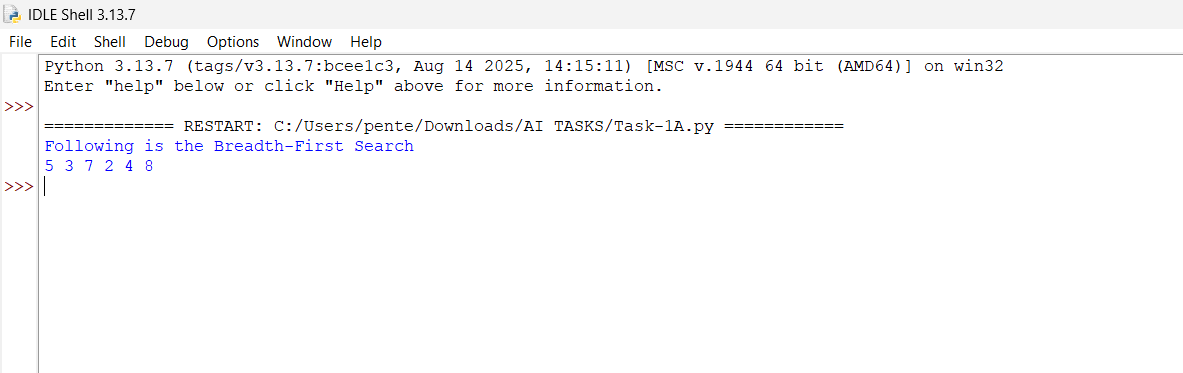 IDLE Shell 3.13.7
File Edit Shell Debug Options Window Help
Python 3.13.7 (tags/v3.13.7:bcee1c3, Aug 14 2025, 14:15:11) [MSC v.1944 64 bit (AMD64)] on win32
Enter "help" below or click "Help" above for more information.
>>>
============= RESTART: C:/Users/pente/Downloads/AI TASKS/Task-1A.py ============
Following is the Breadth-First Search
5 3 7 2 4 8
>>>